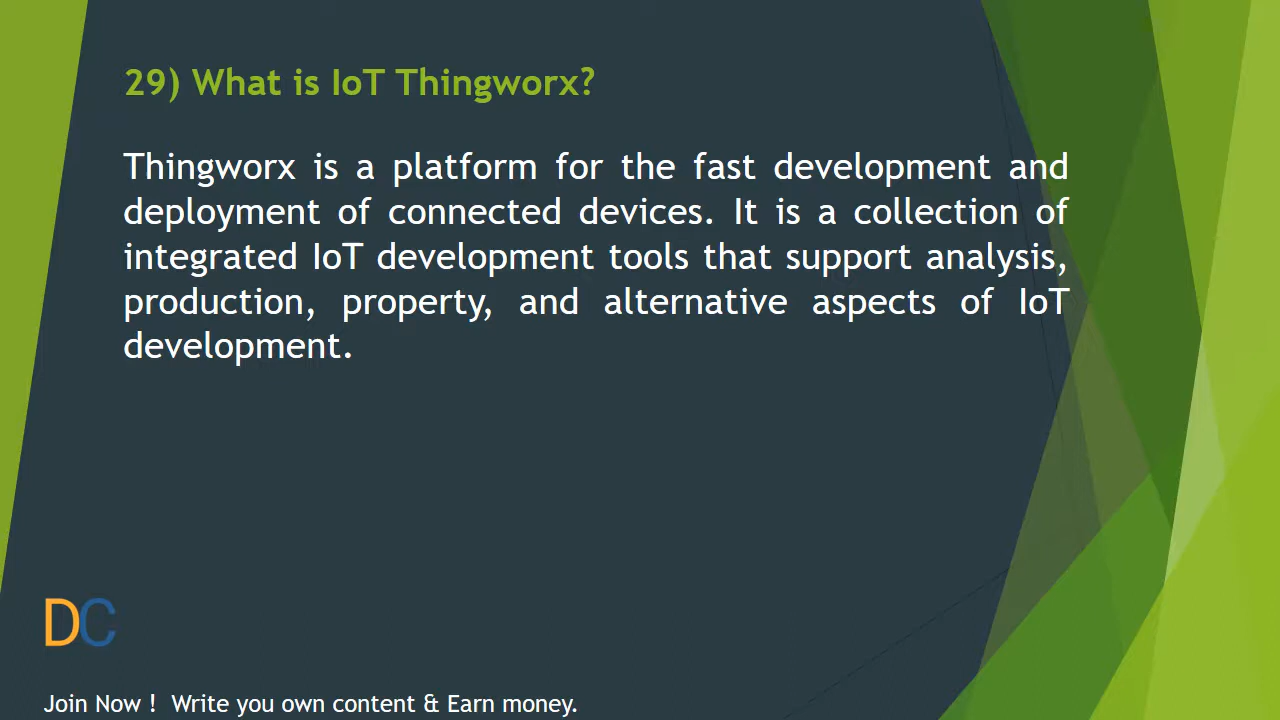 29) What is IoT Thingworx?
Thingworx is a platform for the fast development and
deployment of connected devices. It is a collection of
integrated IoT development tools that support analysis,
production, property, and alternative aspects of IoT
development.
DC
Join Now ! Write you own content & Earn money.